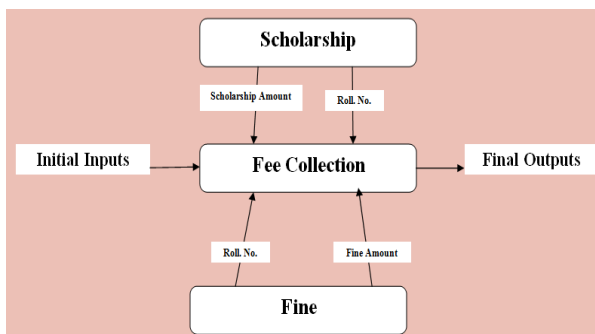 Scholarship
Scholarship Amount
Roll. No.
Initial Inputs
Fee Collection
Final Outputs
Roll. No.
Fine Amount
Fine